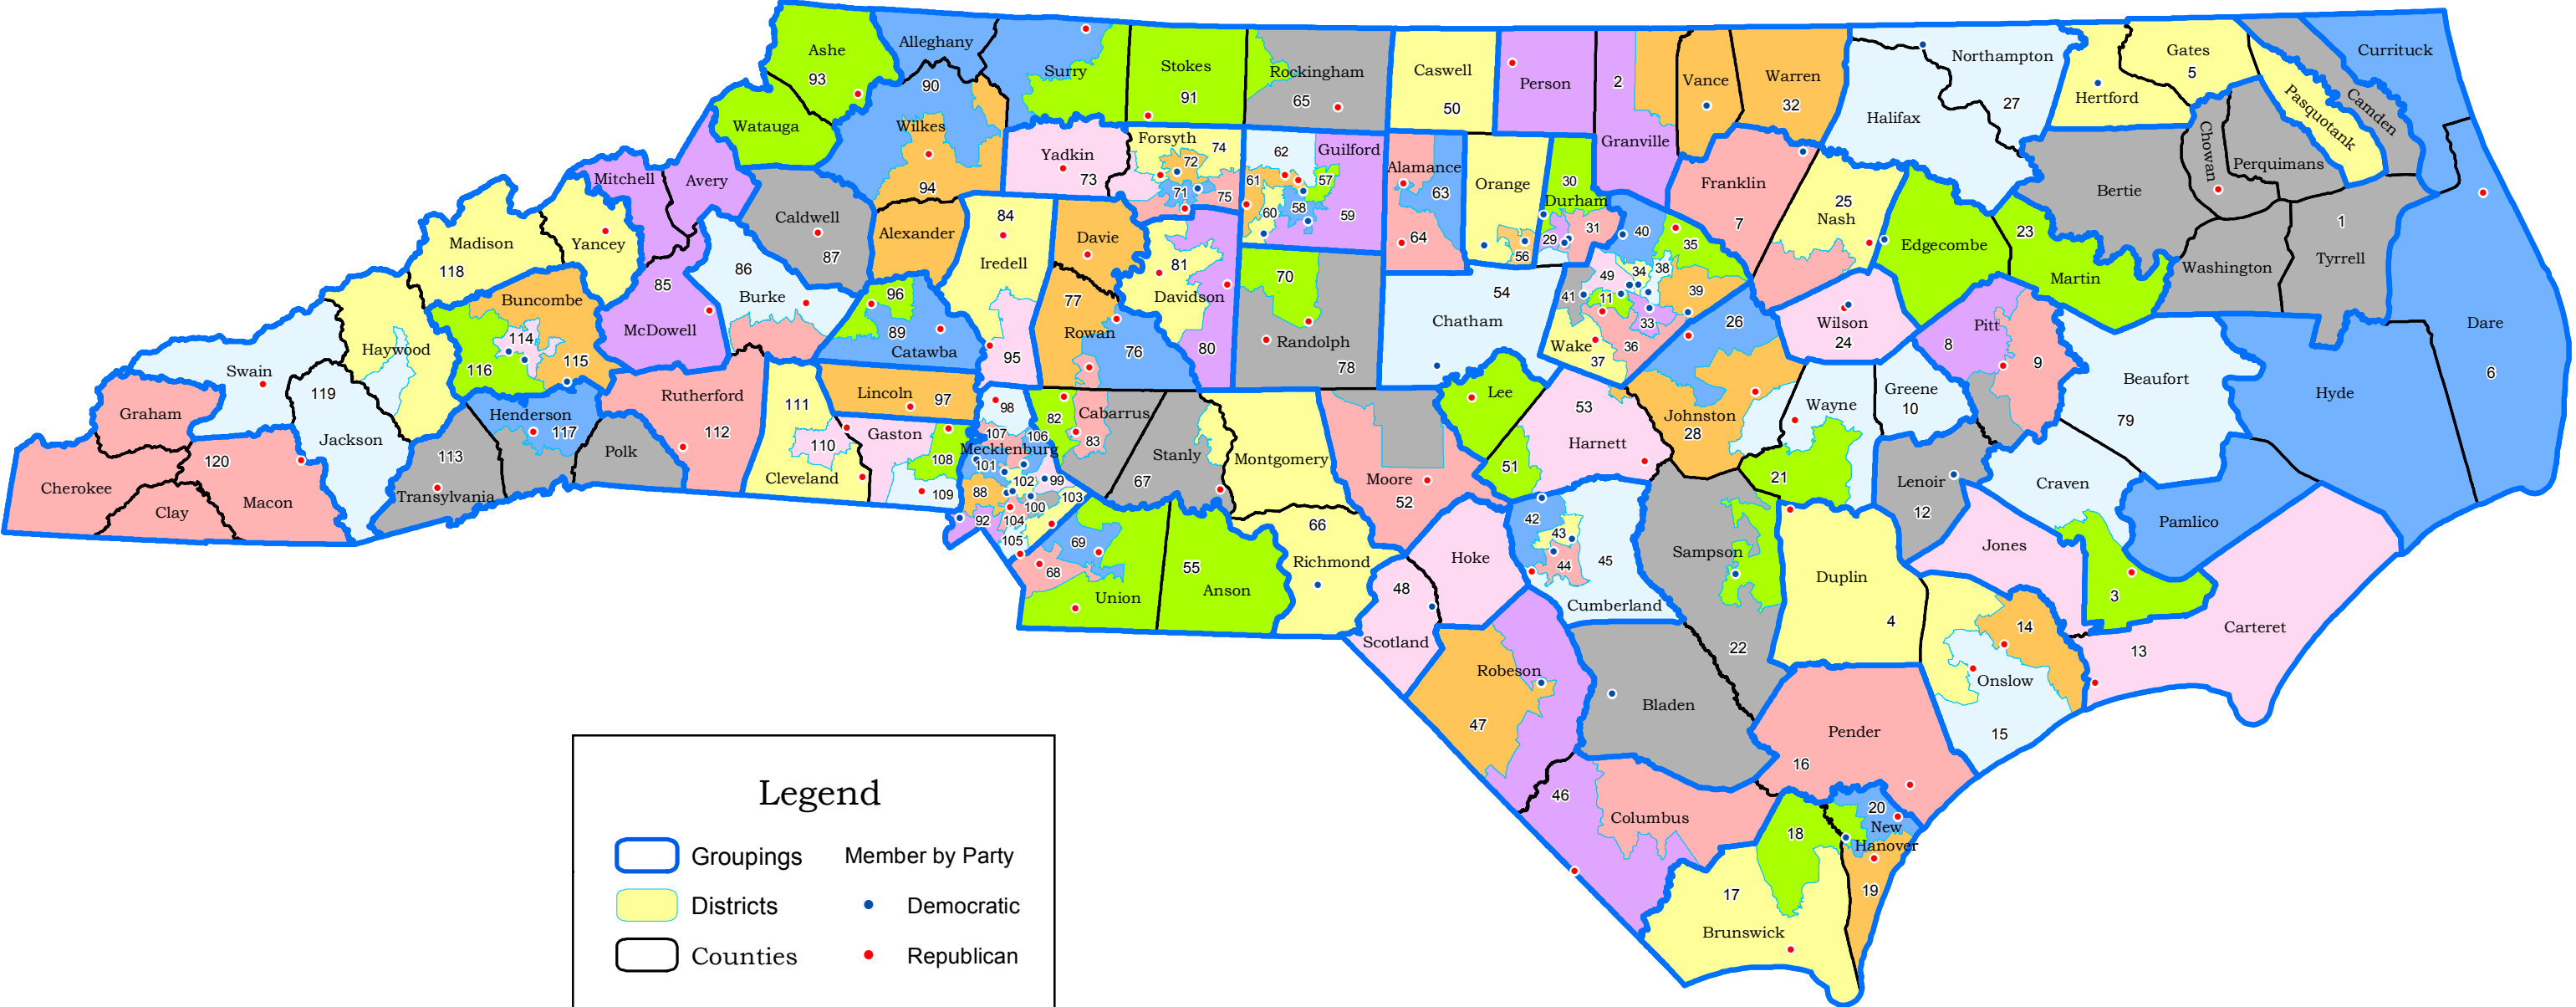 Ashe
93
Alleghany
90
Surry
Stokes
91
Rockingham
65
Caswell
50
Person
2
Granville
Vance
Warren
32
Northampton
27
Halifax
Gates
5
Hertford
Pasquotank
Camden
Currituck
Watauga
Wilkes
94
Yadkin
73
Forsyth
74
72
71
75
62
Guilford
61
57
60
58
59
Alamance
63
64
Orange
56
30
Durham
29
31
Franklin
7
25
Nash
Edgecombe
23
Martin
Bertie
Chowan
Perquimans
Washington
1
Tyrrell
Dare
6
Mitchell
Avery
Caldwell
87
Alexander
84
Iredell
Davie
77
Rowan
76
81
Davidson
80
70
Randolph
78
54
Chatham
40
35
49
34
38
41
11
39
33
Wake
37
36
26
Wilson
24
Pitt
8
9
Beaufort
79
Hyde
Madison
118
Yancey
85
McDowell
86
Burke
96
89
Catawba
95
Buncombe
114
115
116
Haywood
Swain
119
Jackson
Graham
Cherokee
120
Macon
Clay
113
Transylvania
Henderson
117
Polk
Rutherford
112
111
110
Cleveland
Lincoln
97
Gaston
108
109
98
107
106
Mecklenburg
101
102
99
88
103
100
92
104
105
82
Cabarrus
83
Stanly
67
Montgomery
Moore
52
Lee
51
53
Harnett
Johnston
28
Wayne
21
Greene
10
Lenoir
12
Craven
Pamlico
Jones
3
Carteret
13
69
68
Union
55
Anson
66
Richmond
48
Scotland
Hoke
42
43
44
45
Cumberland
Sampson
22
Duplin
4
14
Onslow
15
Robeson
47
Bladen
46
Columbus
Pender
16
17
Brunswick
18
20
New
Hanover
19
Legend
Groupings
Member by Party
Districts
Democratic
Counties
Republican